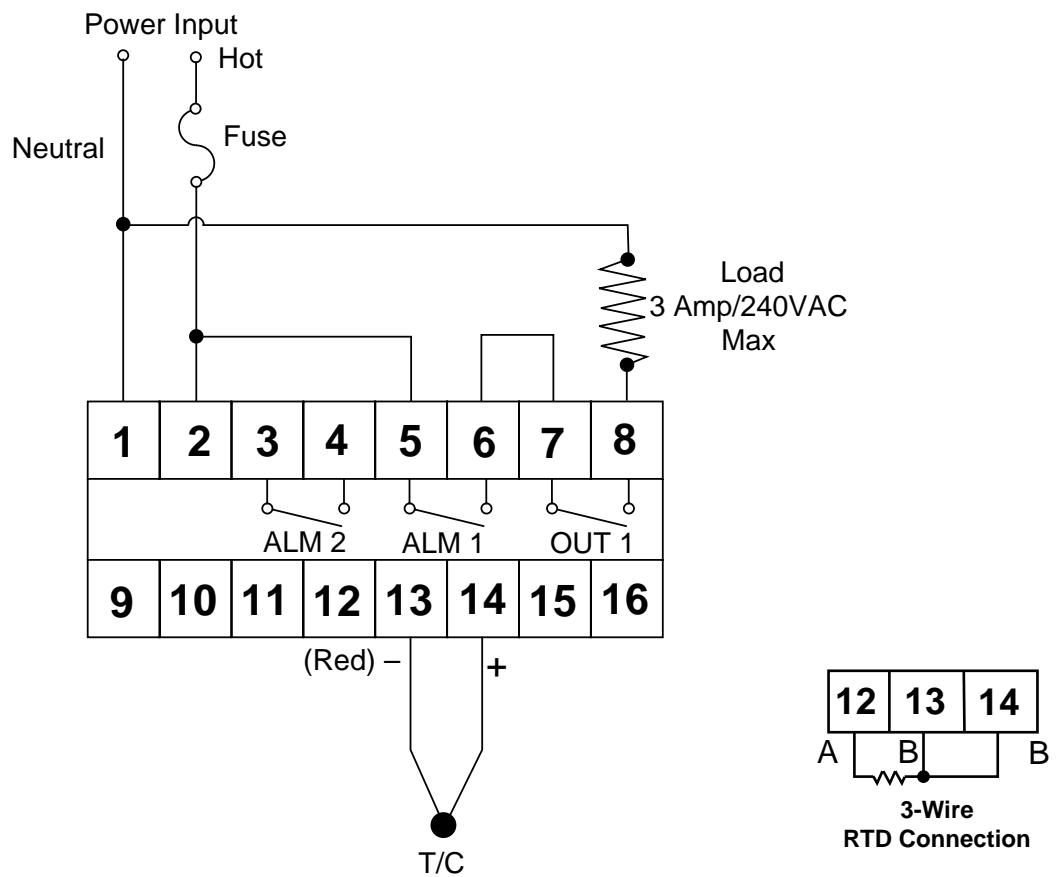 Power Input
Hot
Neutral
Fuse
Load
3 Amp/240VAC
Max
1 2 3 4 5 6 7 8
ALM 2 ALM 1 OUT 1
9 10 11 12 13 14 15 16
(Red) – +
T/C
12 13 14
A B B
3-Wire
RTD Connection